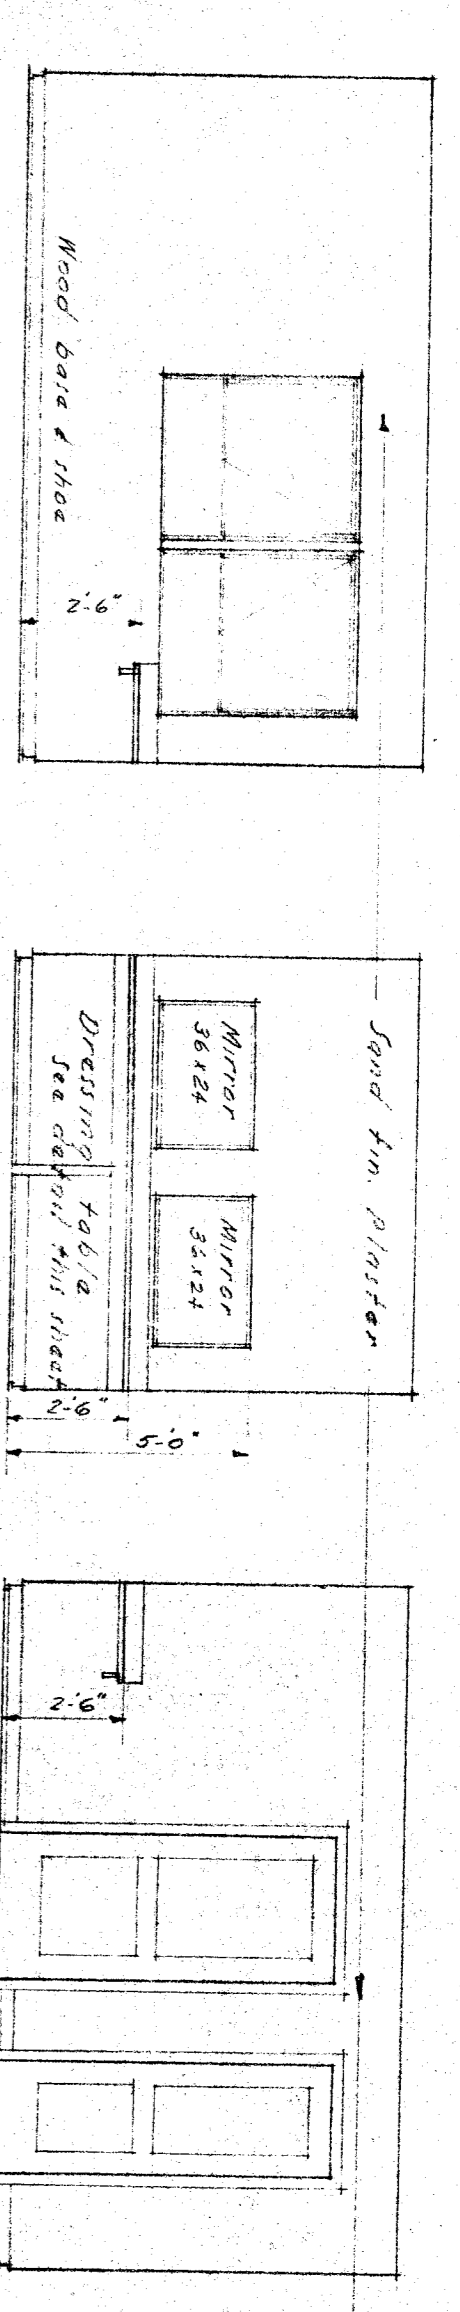 Wood base & shoe
2'-6"
Sand fin. Plaster
Mirror
36x24
Mirror
36x24
Dressing table
See detail this sheet
2'-6"
5'-0"
2'-6"